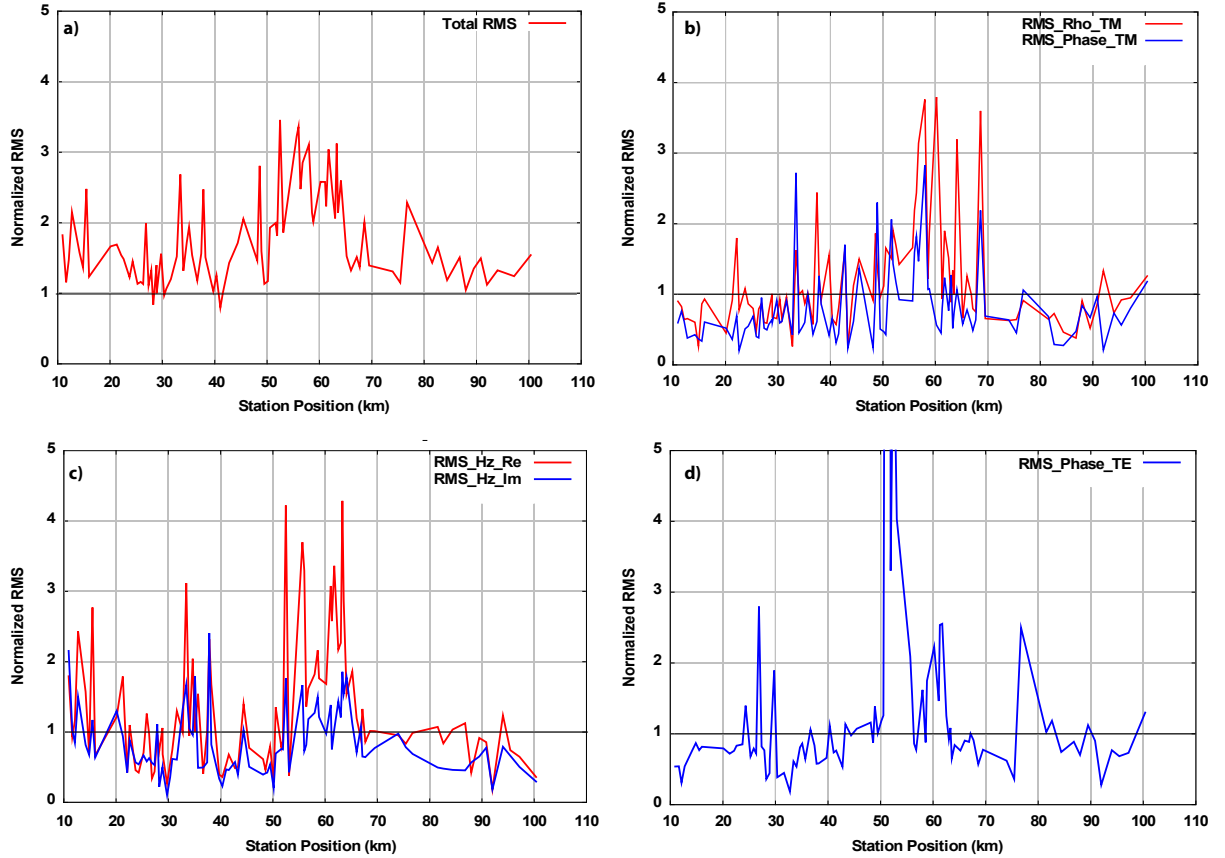 a)
Total RMS
Normalized RMS
5
4
3
2
1
0
10 20 30 40 50 60 70 80 90 100 110
Station Position (km)
b)
RMS_Rho_TM
RMS_Phase_TM
Normalized RMS
5
4
3
2
1
0
10 20 30 40 50 60 70 80 90 100 110
Station Position (km)
c)
RMS_Hz_Re
RMS_Hz_Im
Normalized RMS
5
4
3
2
1
0
10 20 30 40 50 60 70 80 90 100 110
Station Position (km)
d)
RMS_Phase_TE
Normalized RMS
5
4
3
2
1
0
10 20 30 40 50 60 70 80 90 100 110
Station Position (km)